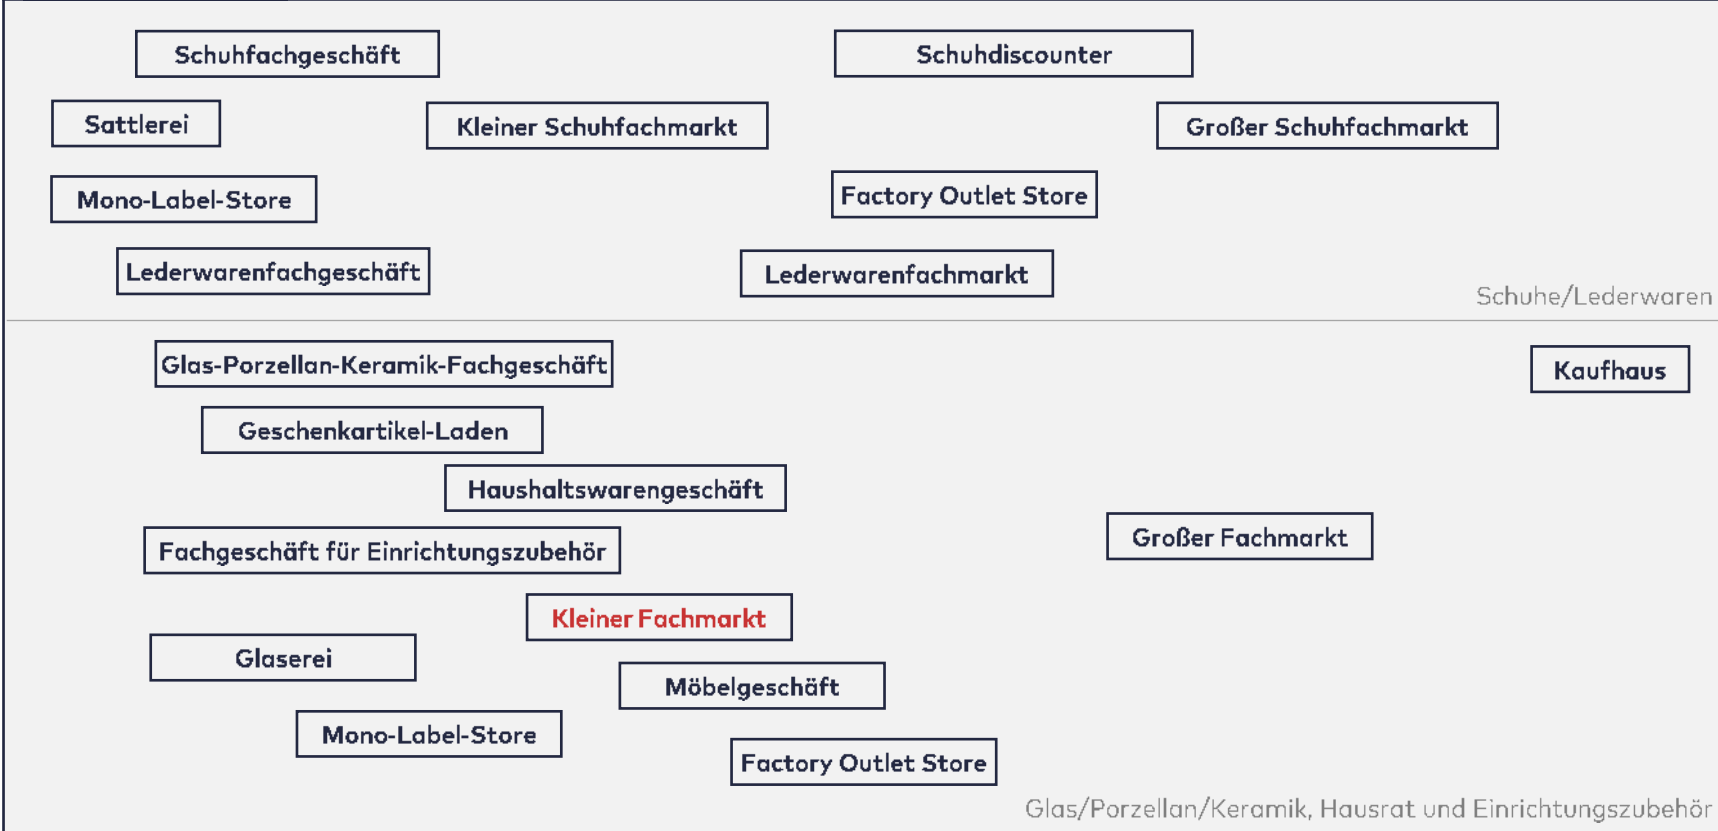 Schuhfachgeschäft
Schuhdiscounter
Sattlerei
Kleiner Schuhfachmarkt
Großer Schuhfachmarkt
Mono-Label-Store
Factory Outlet Store
Lederwarenfachgeschäft
Lederwarenfachmarkt
Schuhe/Lederwaren
Glas-Porzellan-Keramik-Fachgeschäft
Kaufhaus
Geschenkartikel-Laden
Haushaltswarengeschäft
Großer Fachmarkt
Fachgeschäft für Einrichtungszubehör
Kleiner Fachmarkt
Glaserei
Möbelgeschäft
Mono-Label-Store
Factory Outlet Store
Glas/Porzellan/Keramik, Hausrat und Einrichtungszubehör